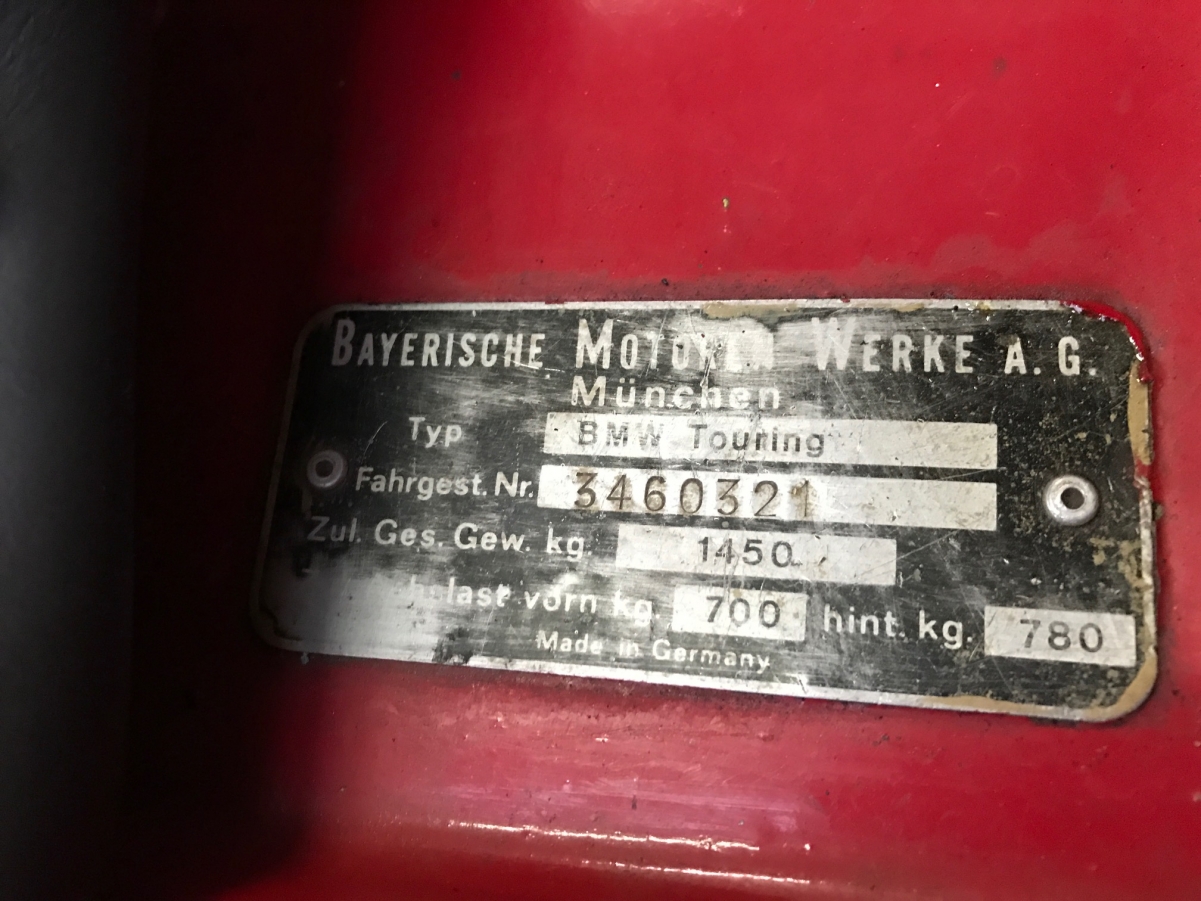 BAYERISCHE MOTOREN WERKE A.G.
München
Typ BMW Touring
Fahrgest. Nr. 3460321
Zul. Ges. Gew. kg. 1450
vorn kg. 700 hint. kg. 780
Made in Germany